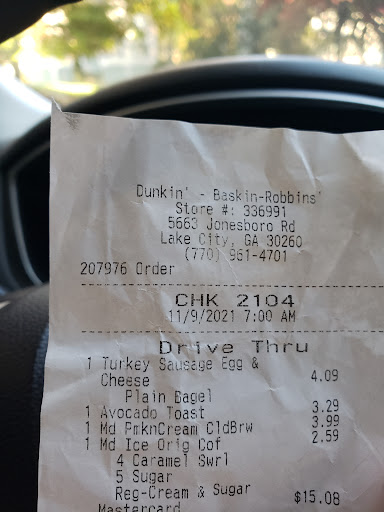 Dunkin' - Baskin-Robbins'
Store #: 336991
5663 Jonesboro Rd
Lake City, GA 30260
(770) 961-4701
207976 Order
CHK 2104
11/9/2021 7:00 AM
Drive Thru
1 Turkey Sausage Egg &
Cheese 4.09
Plain Bagel
1 Avocado Toast 3.29
1 Md PmknCream CldBrw 3.99
1 Md Ice Orig Cof 2.59
4 Caramel Swrl
5 Sugar
Reg-Cream & Sugar
Mastercard $15.08